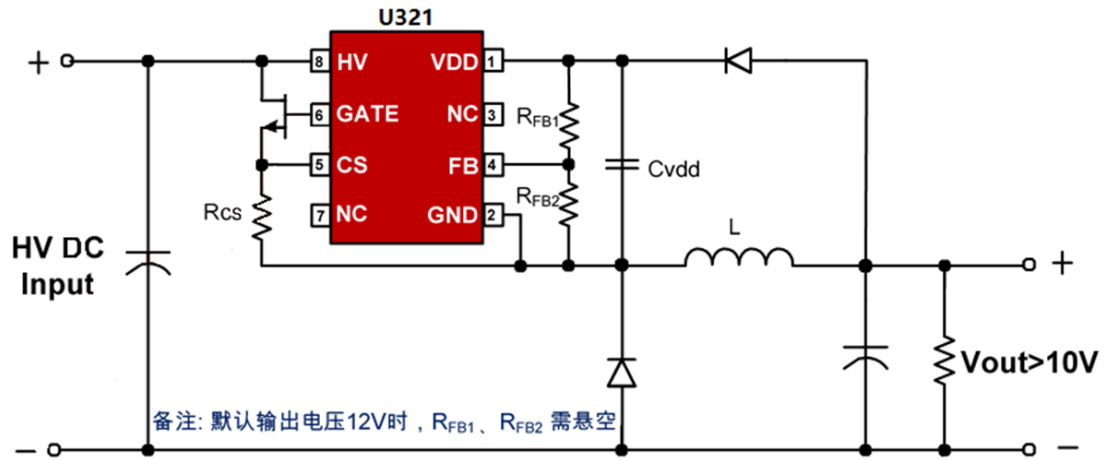 U321
+
8 HV VDD 1
6 GATE NC 3 RFB1
5 CS FB 4 Cvdd
Rcs RFB2
7 NC GND 2
L
HV DC
Input
+
Vout>10V
备注: 默认输出电压12V时，RFB1、RFB2 需悬空
− −